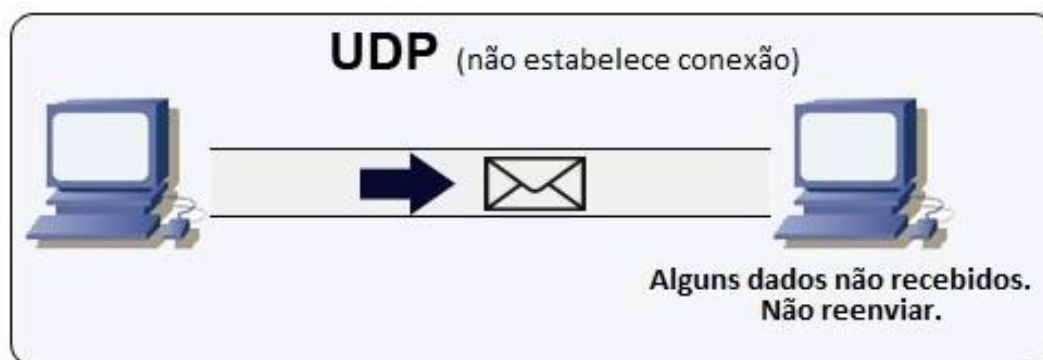 UDP (não estabelece conexão)
Alguns dados não recebidos.
Não reenviar.